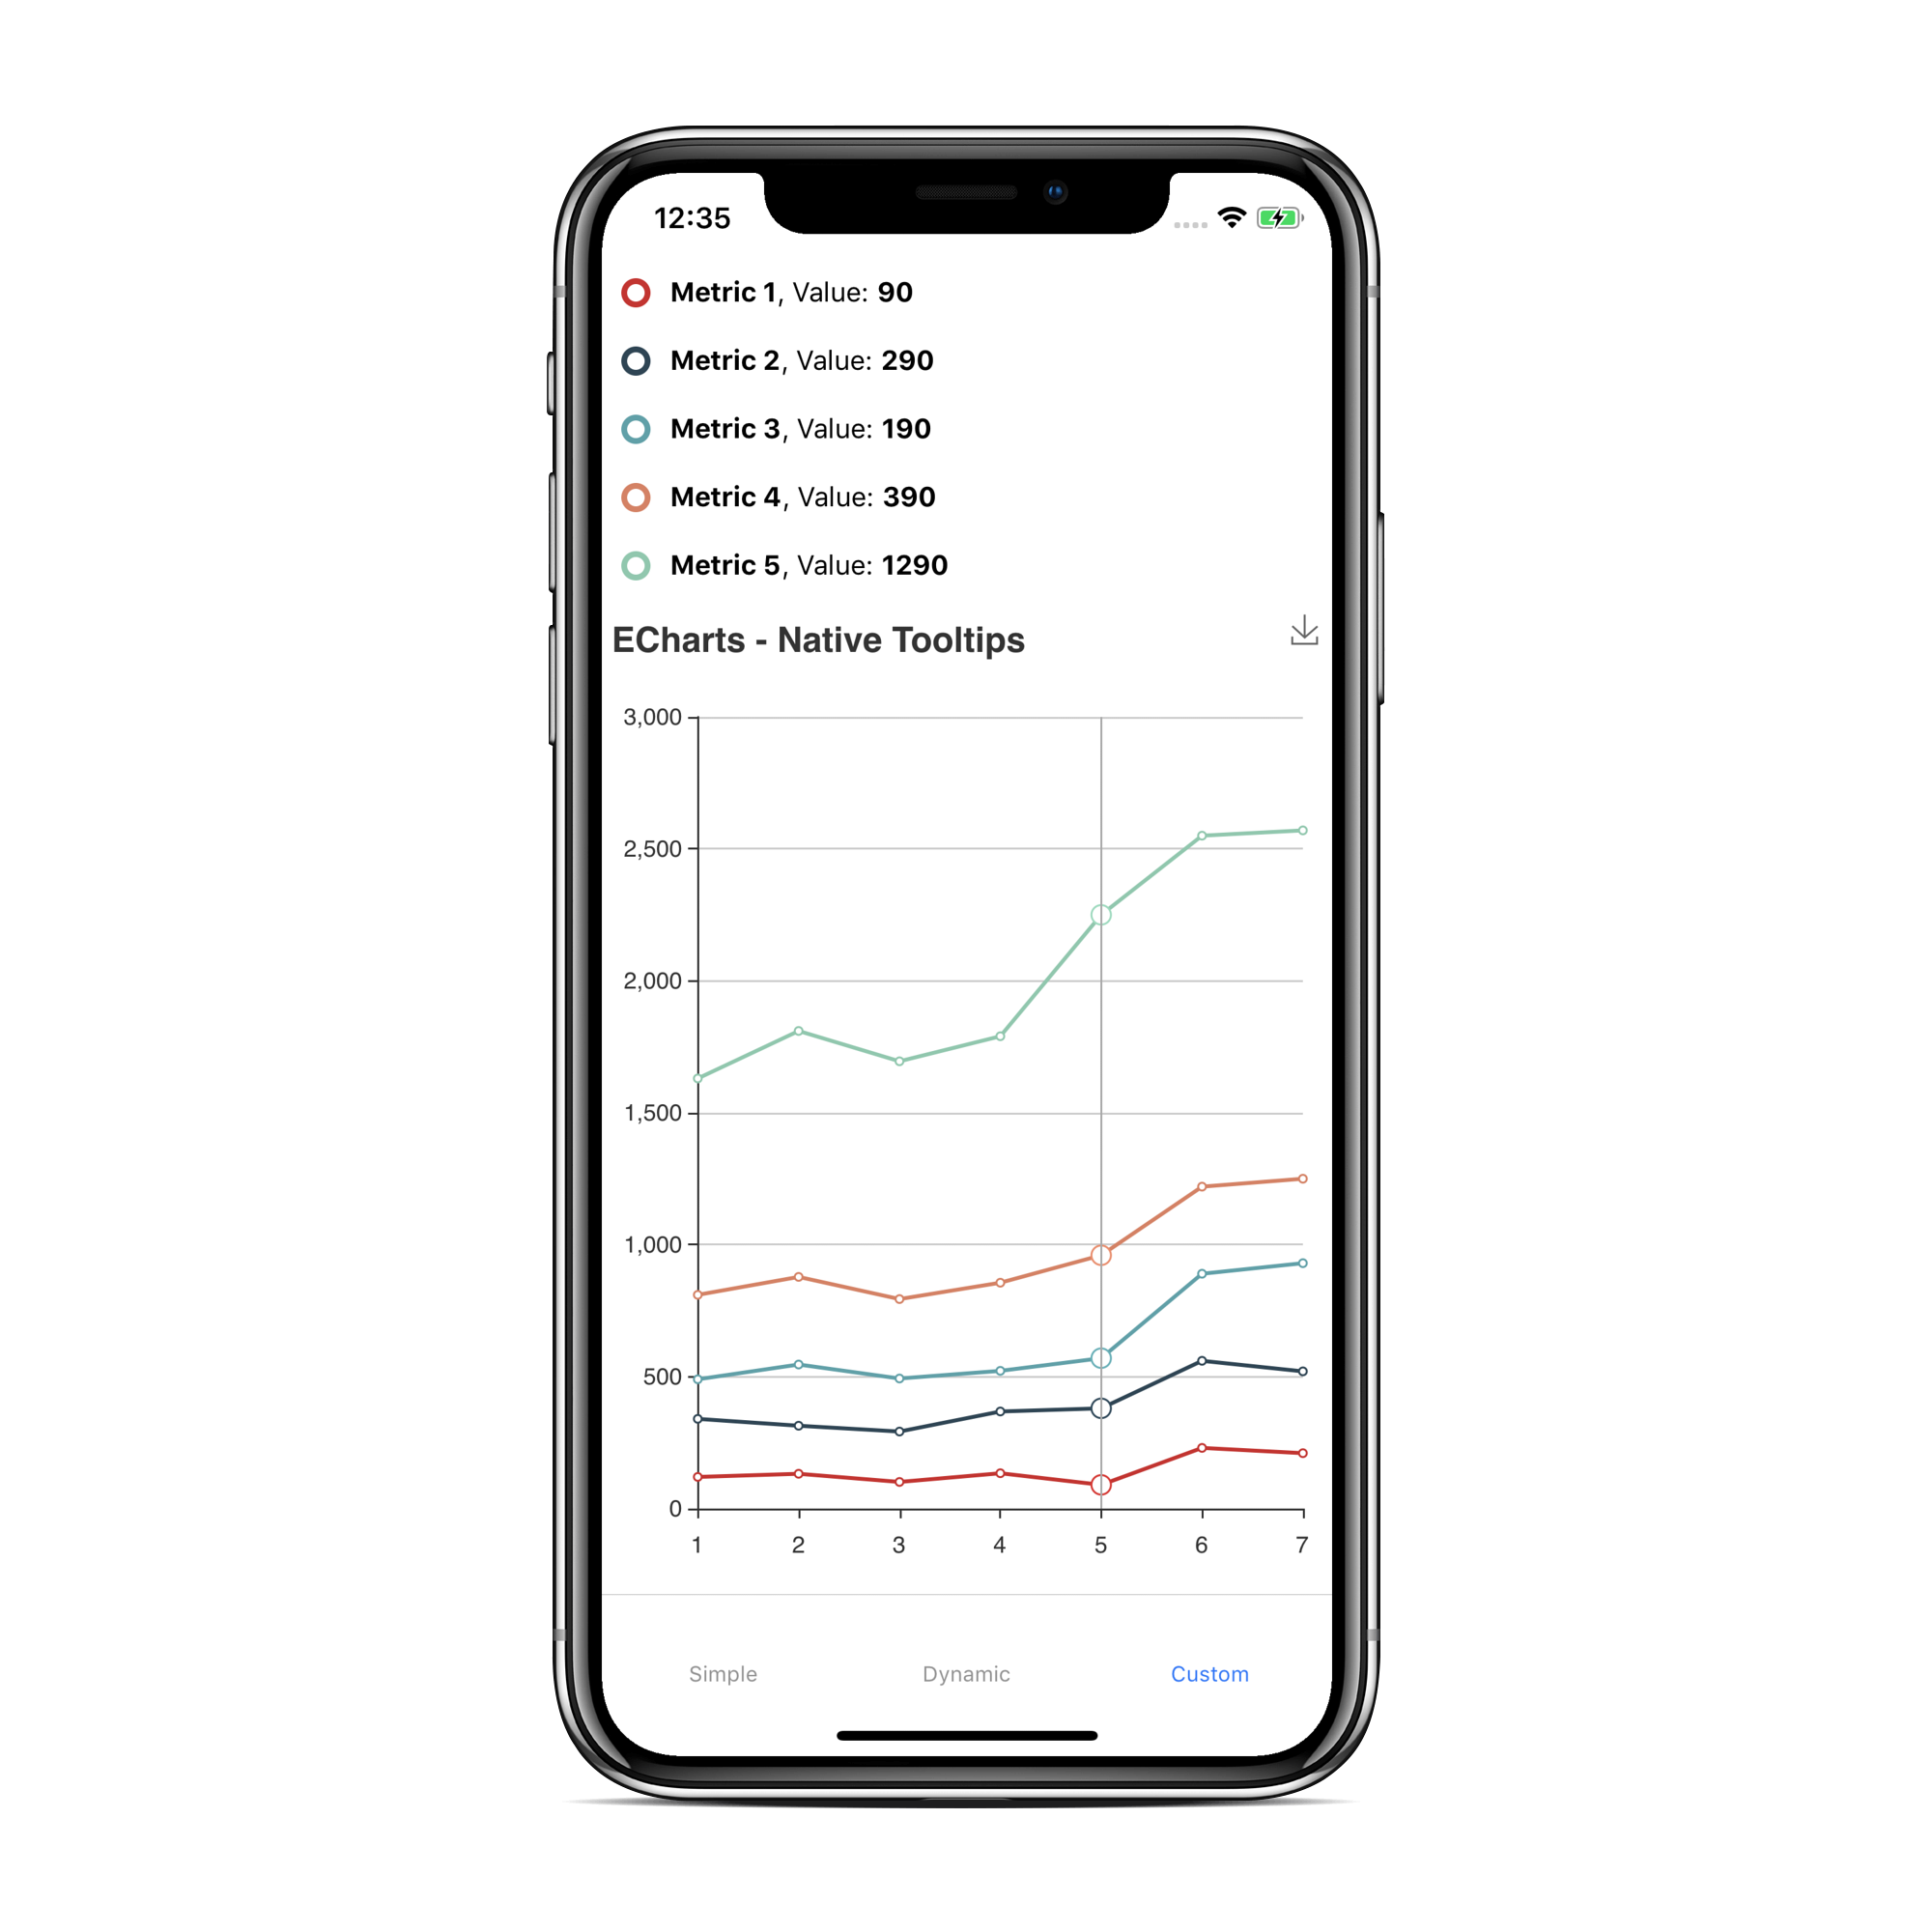 12:35
Metric 1, Value: 90
Metric 2, Value: 290
Metric 3, Value: 190
Metric 4, Value: 390
Metric 5, Value: 1290
ECharts - Native Tooltips
3,000
2,500
2,000
1,500
1,000
500
0
1 2 3 4 5 6 7
Simple Dynamic Custom